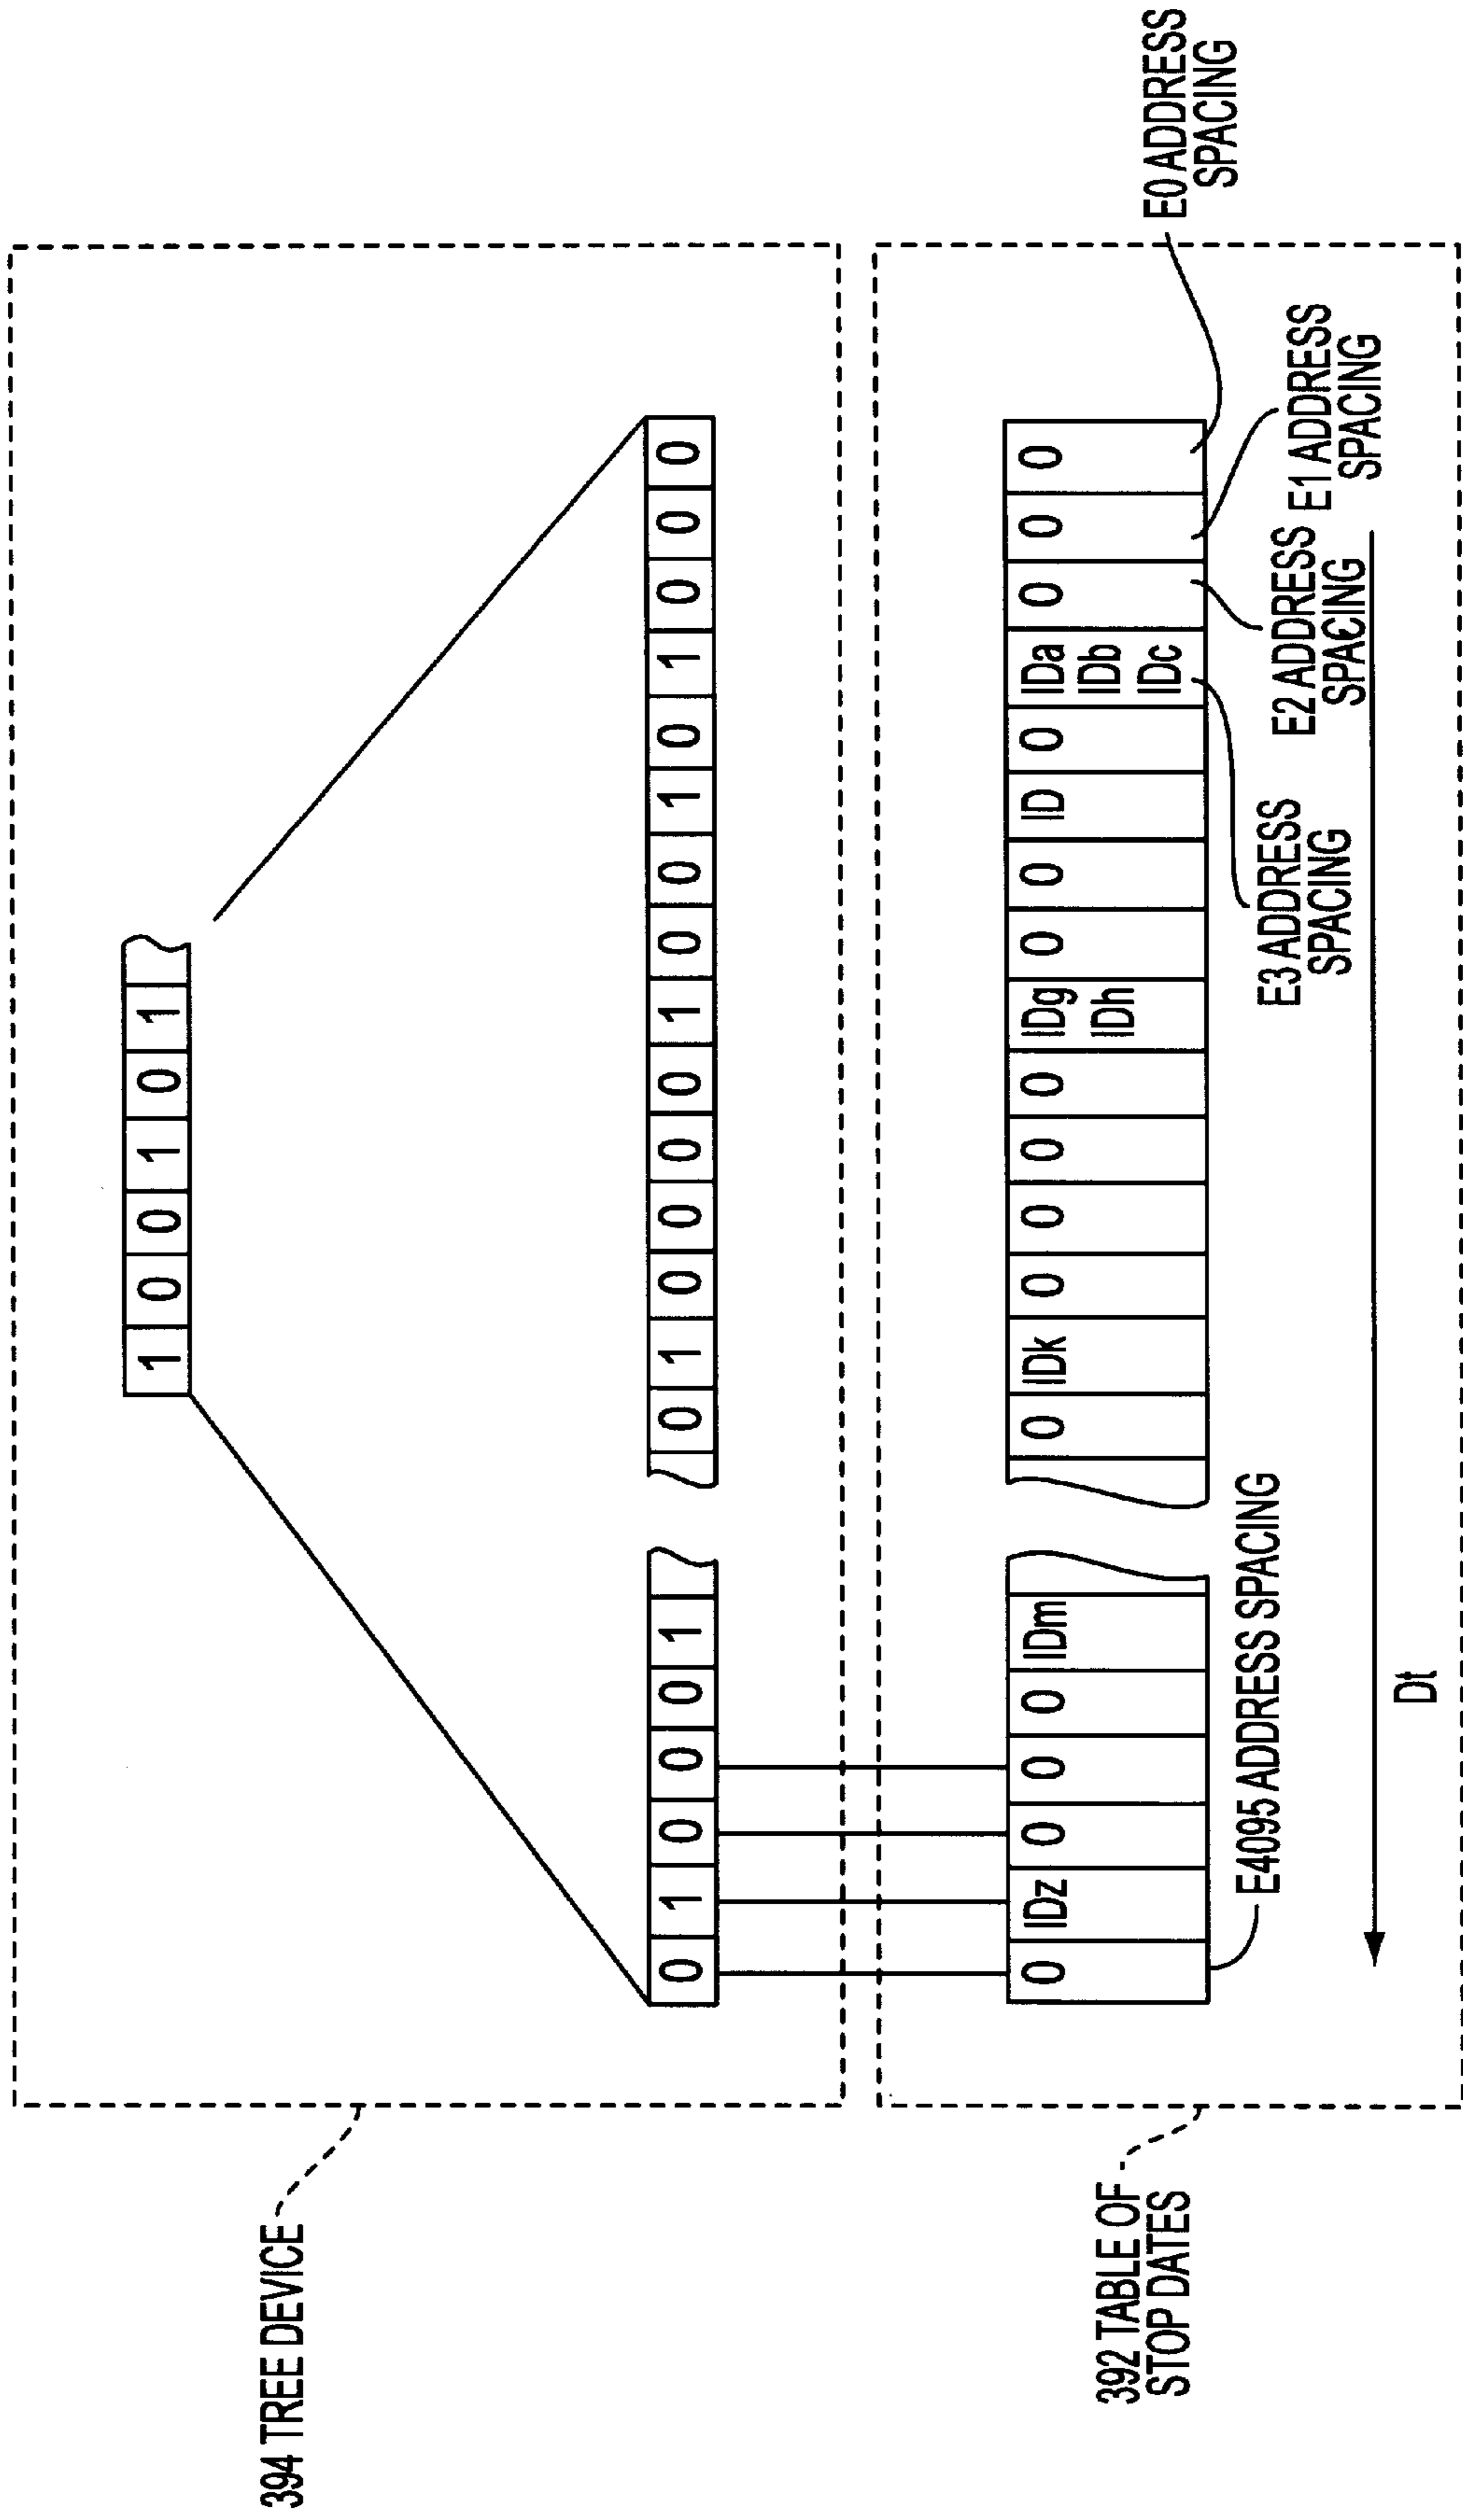 394 TREE DEVICE
1 0 0 1 0 1
0 1 0 0 0 1 0 1 0 0 0 0 1 0 0 1 0 1 0 0 0
392 TABLE OF
STOP DATES
0 IDz 0 0 0 IDm 0 IDk 0 0 0 0 IDg 0 0 ID 0 IDa 0 0 0
IDh IDb
IDc
E0 ADDRESS
SPACING
E4095 ADDRESS SPACING
E3 ADDRESS
SPACING
E2 ADDRESS
SPACING
E1 ADDRESS
SPACING
Dt